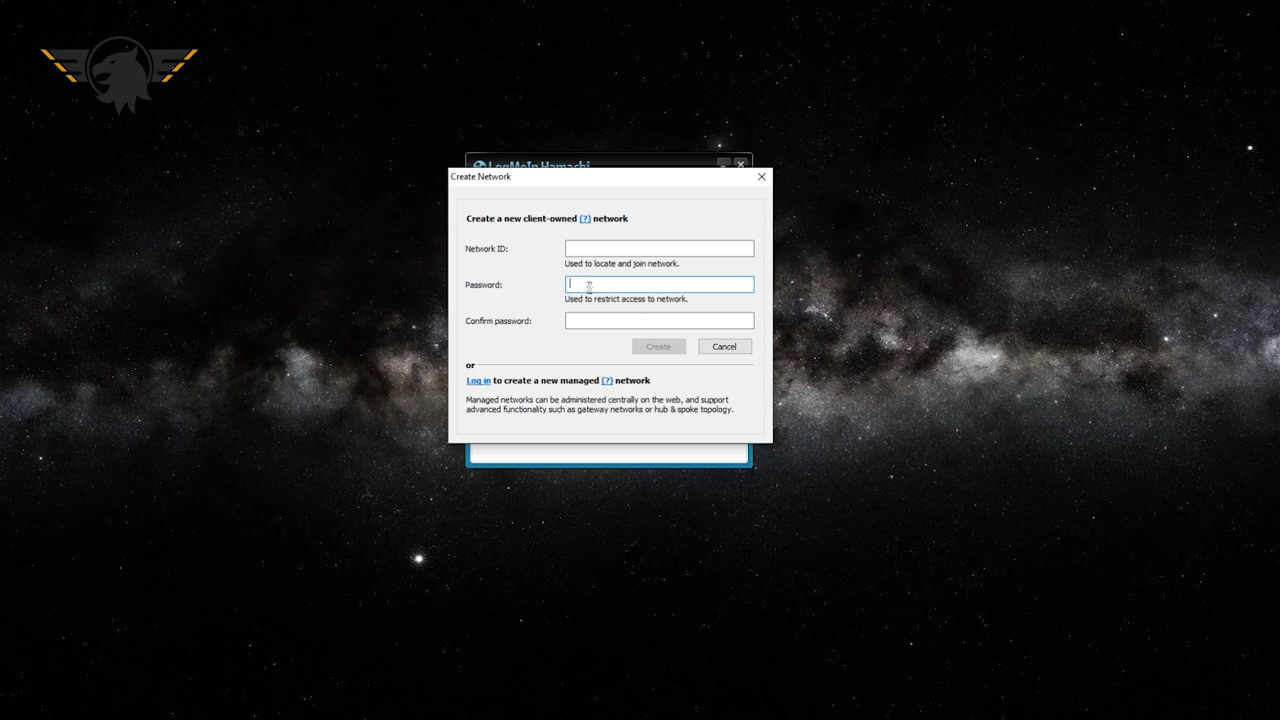 LogMeIn Hamachi
Create Network
Create a new client-owned (?) network
Network ID:
Used to locate and join network.
Password:
Used to restrict access to network.
Confirm password:
Create
Cancel
or
Log in to create a new managed (?) network
Managed networks can be administered centrally on the web, and support
advanced functionality such as gateway networks or hub & spoke topology.